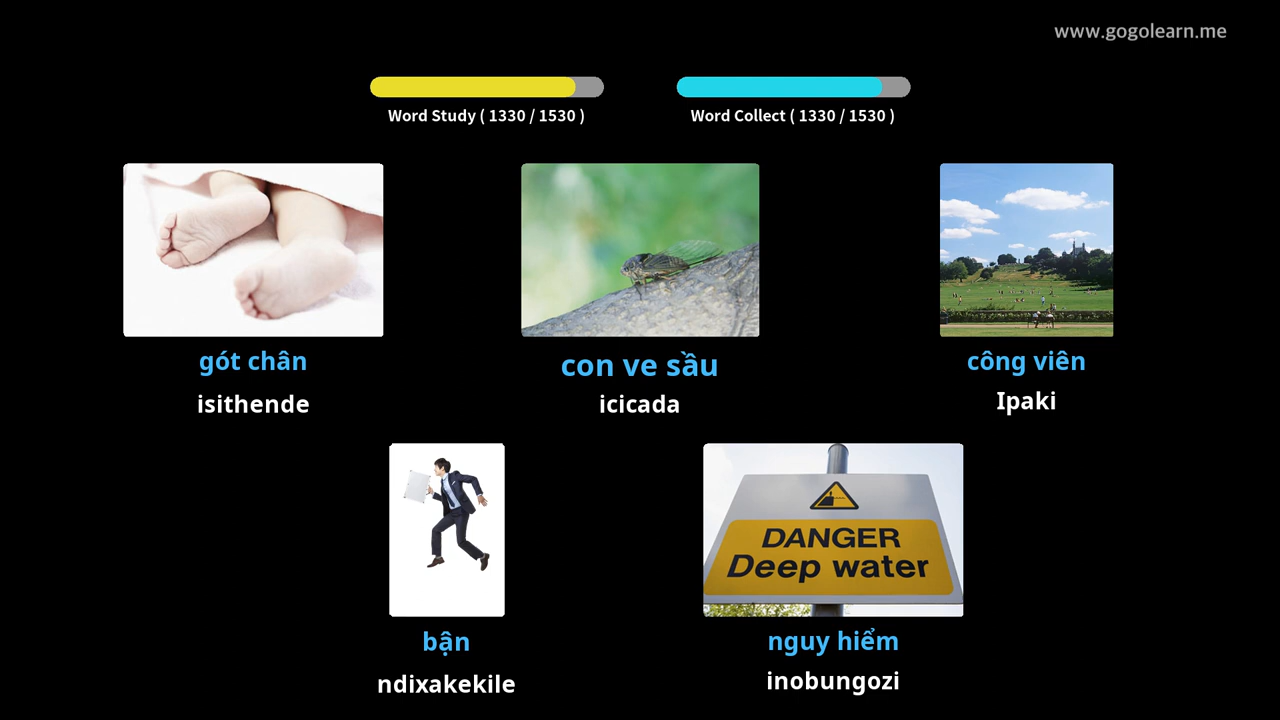 www.gogolearn.me
Word Study ( 1330 / 1530 )
Word Collect ( 1330 / 1530 )
gót chân
isithende
con ve sầu
icicada
công viên
Ipaki
bận
ndixakekile
DANGER
Deep water
nguy hiểm
inobungozi